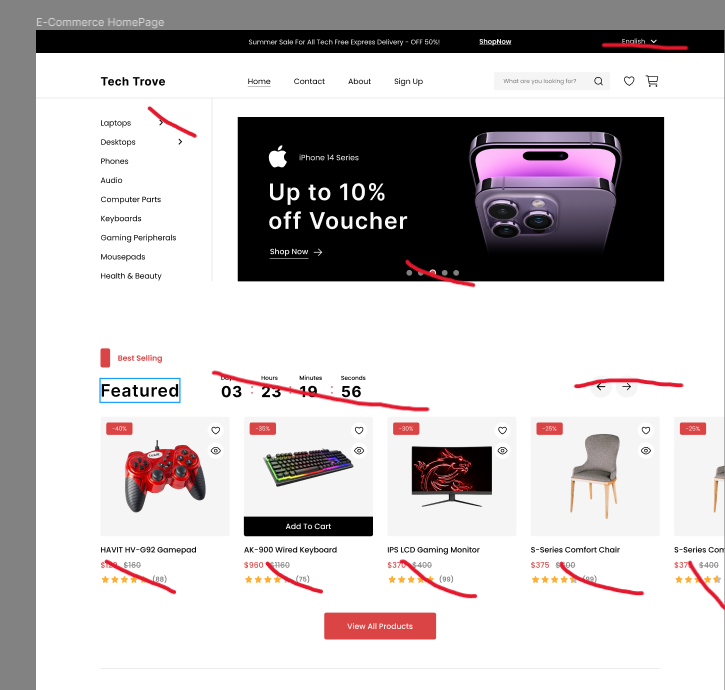 E-Commerce HomePage
Summer Sale For All Tech Free Express Delivery - OFF 50%! ShopNow English
Tech Trove Home Contact About Sign Up What are you looking for?
Laptops
Desktops
Phones
Audio
Computer Parts
Keyboards
Gaming Peripherals
Mousepads
Health & Beauty
iPhone 14 Series
Up to 10%
off Voucher
Shop Now
Best Selling
Days Hours Minutes Seconds
Featured 03 : 23 : 19 : 56
-40% -35% -30% -25% -25%
Add To Cart
HAVIT HV-G92 Gamepad AK-900 Wired Keyboard IPS LCD Gaming Monitor S-Series Comfort Chair S-Series Com
$160 $960 $1160 $370 $400 $375 $400
(88) (75) (99) (99)
View All Products